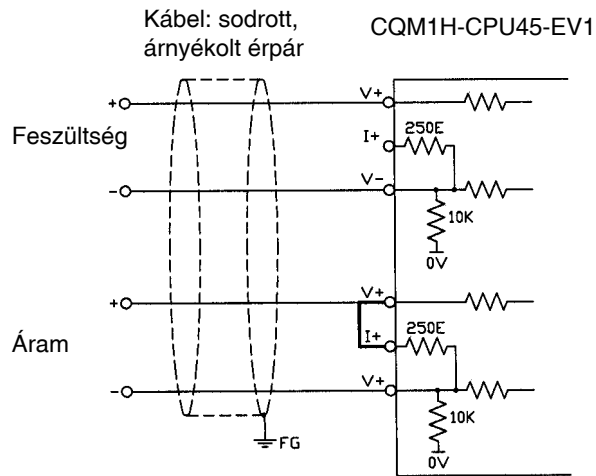 Kábel: sodrott,
árnyékolt érpár
CQM1H-CPU45-EV1
Feszültség
+
V+
I+
250E
-
V-
10K
0V
Áram
+
V+
I+
250E
-
V+
10K
0V
FG